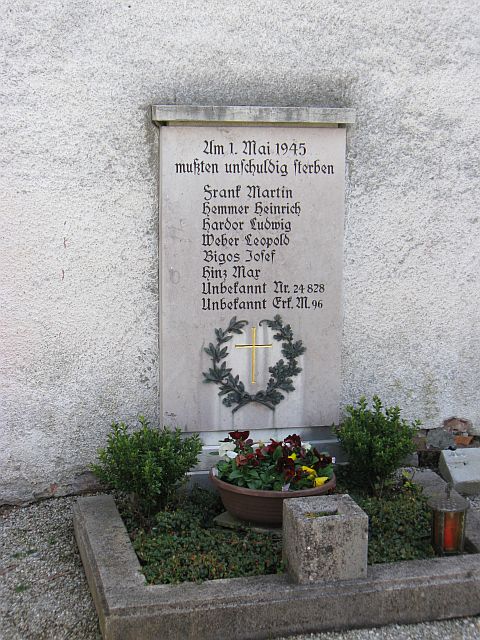 Am 1. Mai 1945
mußten unschuldig sterben
Frank Martin
Hemmer Heinrich
Hardor Ludwig
Weber Leopold
Bigos Josef
Hinz Max
Unbekannt Nr. 24 828
Unbekannt Erk. M. 96